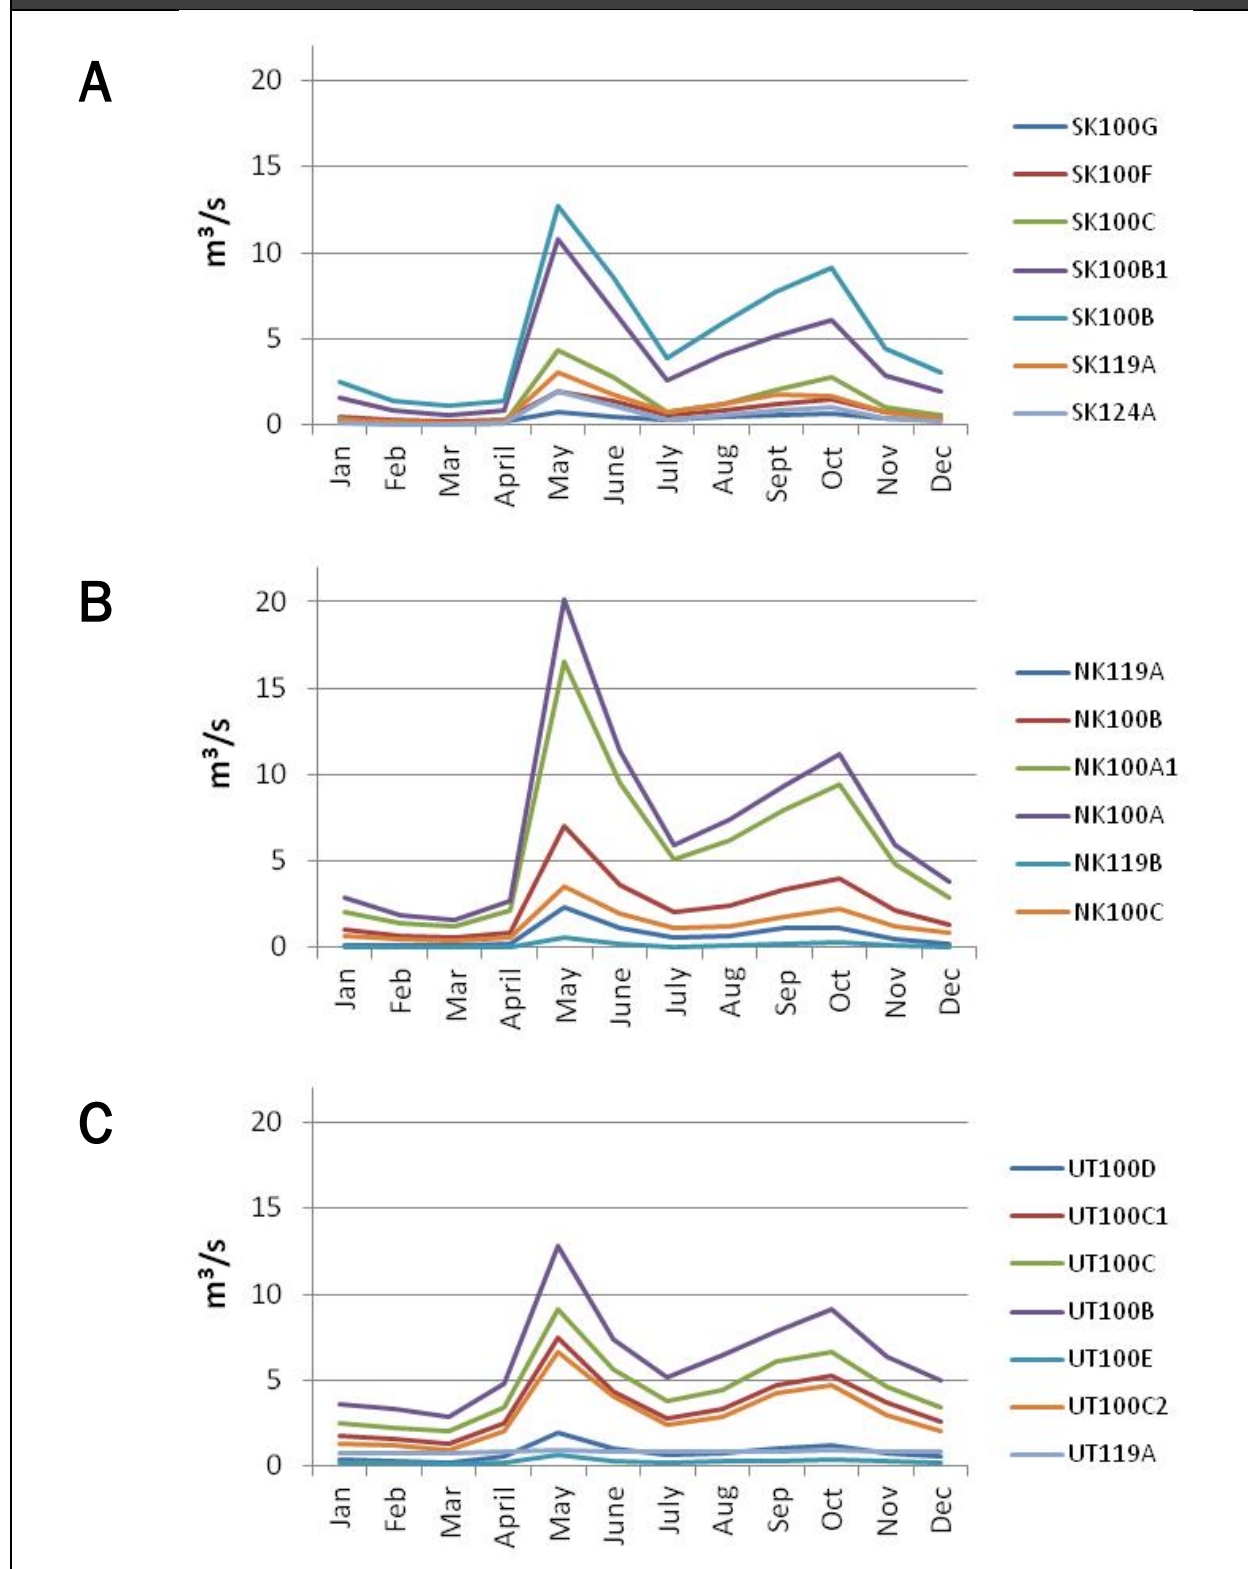 A
m³/s
20
15
10
5
0
Jan Feb Mar April May June July Aug Sept Oct Nov Dec
SK100G
SK100F
SK100C
SK100B1
SK100B
SK119A
SK124A
B
m³/s
20
15
10
5
0
Jan Feb Mar April May June July Aug Sep Oct Nov Dec
NK119A
NK100B
NK100A1
NK100A
NK119B
NK100C
C
m³/s
20
15
10
5
0
Jan Feb Mar April May June July Aug Sep Oct Nov Dec
UT100D
UT100C1
UT100C
UT100B
UT100E
UT100C2
UT119A